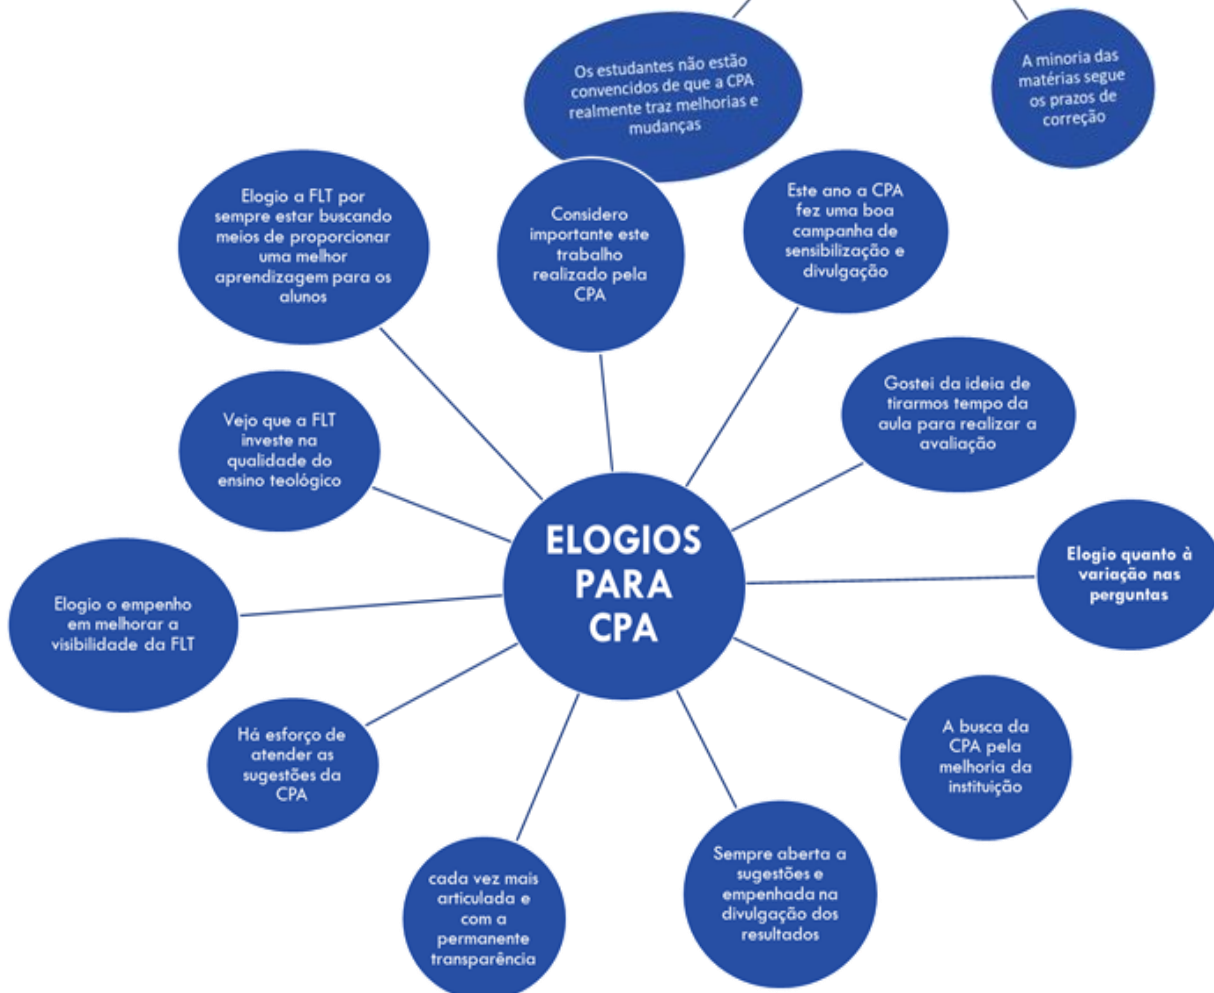 Os estudantes não estão
convencidos de que a CPA
realmente traz melhorias e
mudanças
A minoria das
matérias segue
os prazos de
correção
Elogio a FLT por
sempre estar buscando
meios de proporcionar
uma melhor
aprendizagem para os
alunos
Considero
importante este
trabalho
realizado pela
CPA
Este ano a CPA
fez uma boa
campanha de
sensibilização e
divulgação
Vejo que a FLT
investe na
qualidade do
ensino teológico
Gostei da ideia de
tirarmos tempo da
aula para realizar a
avaliação
ELOGIOS
PARA
CPA
Elogio quanto à
variação nas
perguntas
Elogio o empenho
em melhorar a
visibilidade da FLT
Há esforço de
atender as
sugestões da
CPA
A busca da
CPA pela
melhoria da
instituição
cada vez mais
articulada e
com a
permanente
transparência
Sempre aberta a
sugestões e
empenhada na
divulgação dos
resultados